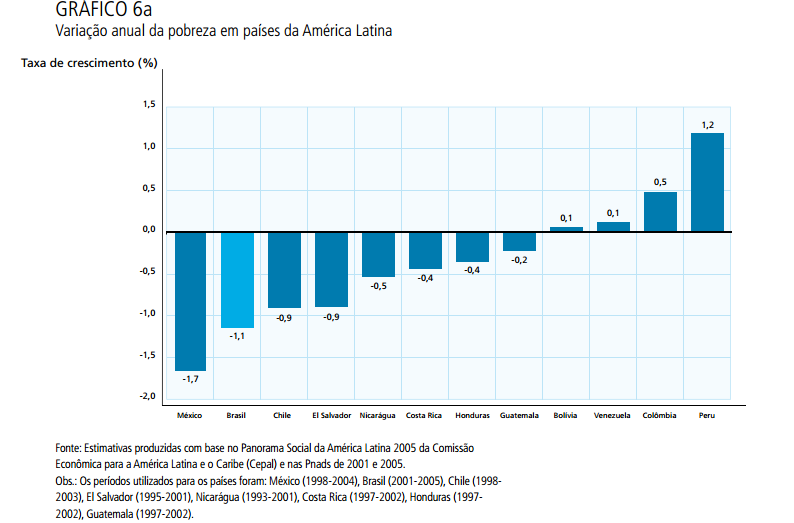 GRÁFICO 6a
Variação anual da pobreza em países da América Latina
Taxa de crescimento (%)
1,5
1,0
0,5
0,0
-0,5
-1,0
-1,5
-2,0
-1,7
-1,1
-0,9
-0,9
-0,5
-0,4
-0,4
-0,2
0,1
0,1
0,5
1,2
México Brasil Chile El Salvador Nicarágua Costa Rica Honduras Guatemala Bolívia Venezuela Colômbia Peru
Fonte: Estimativas produzidas com base no Panorama Social da América Latina 2005 da Comissão
Econômica para a América Latina e o Caribe (Cepal) e nas Pnads de 2001 e 2005.
Obs.: Os períodos utilizados para os países foram: México (1998-2004), Brasil (2001-2005), Chile (1998-
2003), El Salvador (1995-2001), Nicarágua (1993-2001), Costa Rica (1997-2002), Honduras (1997-
2002), Guatemala (1997-2002).